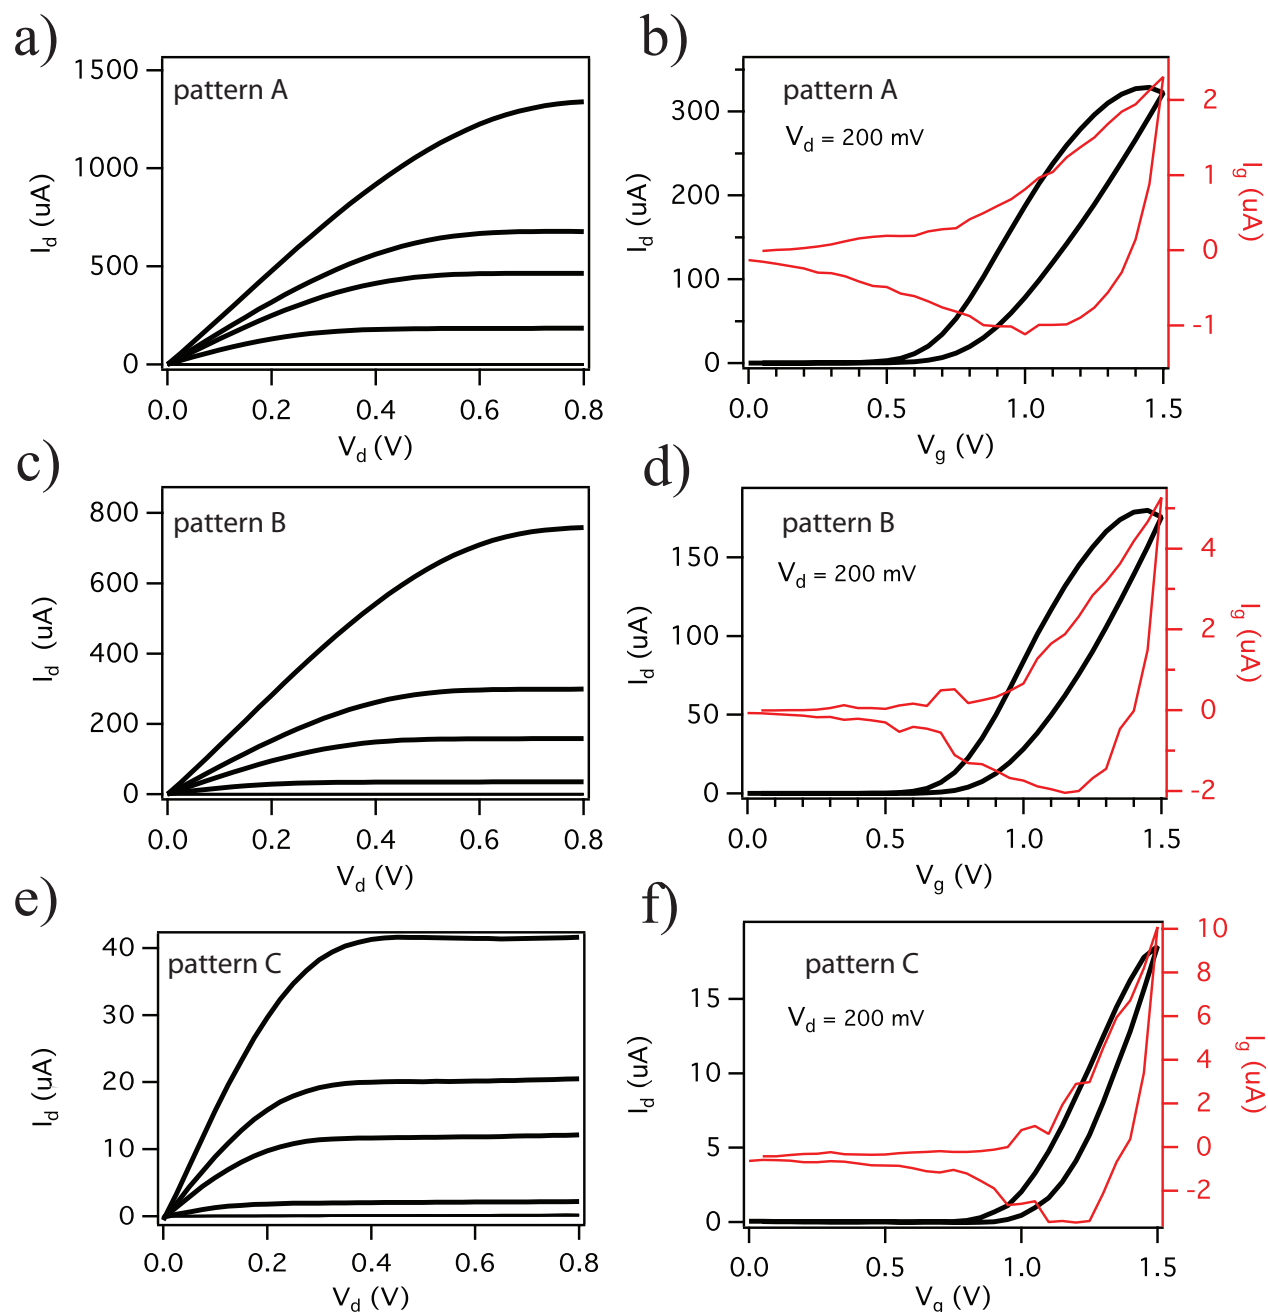 a)
pattern A
1500
1000
500
0
I_d (uA)
0.0 0.2 0.4 0.6 0.8
V_d (V)
b)
pattern A
V_d = 200 mV
300
200
100
0
I_d (uA)
2
1
0
-1
I_g (uA)
0.0 0.5 1.0 1.5
V_g (V)
c)
pattern B
800
600
400
200
0
I_d (uA)
0.0 0.2 0.4 0.6 0.8
V_d (V)
d)
pattern B
V_d = 200 mV
150
100
50
0
I_d (uA)
4
2
0
-2
I_g (uA)
0.0 0.5 1.0 1.5
V_g (V)
e)
pattern C
40
30
20
10
0
I_d (uA)
0.0 0.2 0.4 0.6 0.8
V_d (V)
f)
pattern C
V_d = 200 mV
15
10
5
0
I_d (uA)
10
8
6
4
2
0
-2
I_g (uA)
0.0 0.5 1.0 1.5
V_g (V)